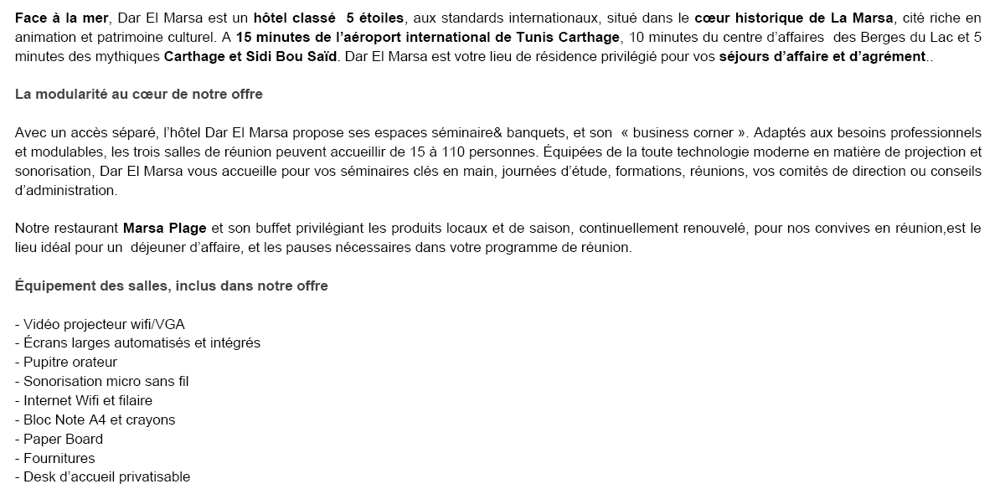 Face à la mer, Dar El Marsa est un hôtel classé  5 étoiles, aux standards internationaux, situé dans le cœur historique de La Marsa, cité riche en
animation et patrimoine culturel. A 15 minutes de l’aéroport international de Tunis Carthage, 10 minutes du centre d’affaires  des Berges du Lac et 5
minutes des mythiques Carthage et Sidi Bou Saïd. Dar El Marsa est votre lieu de résidence privilégié pour vos séjours d’affaire et d’agrément..
La modularité au cœur de notre offre
Avec un accès séparé, l’hôtel Dar El Marsa propose ses espaces séminaire& banquets, et son  « business corner ». Adaptés aux besoins professionnels
et modulables, les trois salles de réunion peuvent accueillir de 15 à 110 personnes. Équipées de la toute technologie moderne en matière de projection et
sonorisation, Dar El Marsa vous accueille pour vos séminaires clés en main, journées d’étude, formations, réunions, vos comités de direction ou conseils
d’administration.
Notre restaurant Marsa Plage et son buffet privilégiant les produits locaux et de saison, continuellement renouvelé, pour nos convives en réunion,est le
lieu idéal pour un  déjeuner d’affaire, et les pauses nécessaires dans votre programme de réunion.
Équipement des salles, inclus dans notre offre
- Vidéo projecteur wifi/VGA
- Écrans larges automatisés et intégrés
- Pupitre orateur
- Sonorisation micro sans fil
- Internet Wifi et filaire
- Bloc Note A4 et crayons
- Paper Board
- Fournitures
- Desk d’accueil privatisable